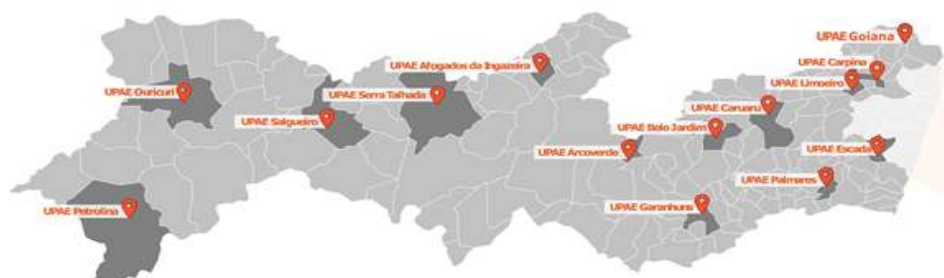 UPAE Goiana
UPAE Afogados da Ingazeira
UPAE Carpina
UPAE Limoeiro
UPAE Ouricuri
UPAE Serra Talhada
UPAE Caruaru
UPAE Salgueiro
UPAE Belo Jardim
UPAE Escada
UPAE Arcoverde
UPAE Palmares
UPAE Petrolina
UPAE Garanhuns